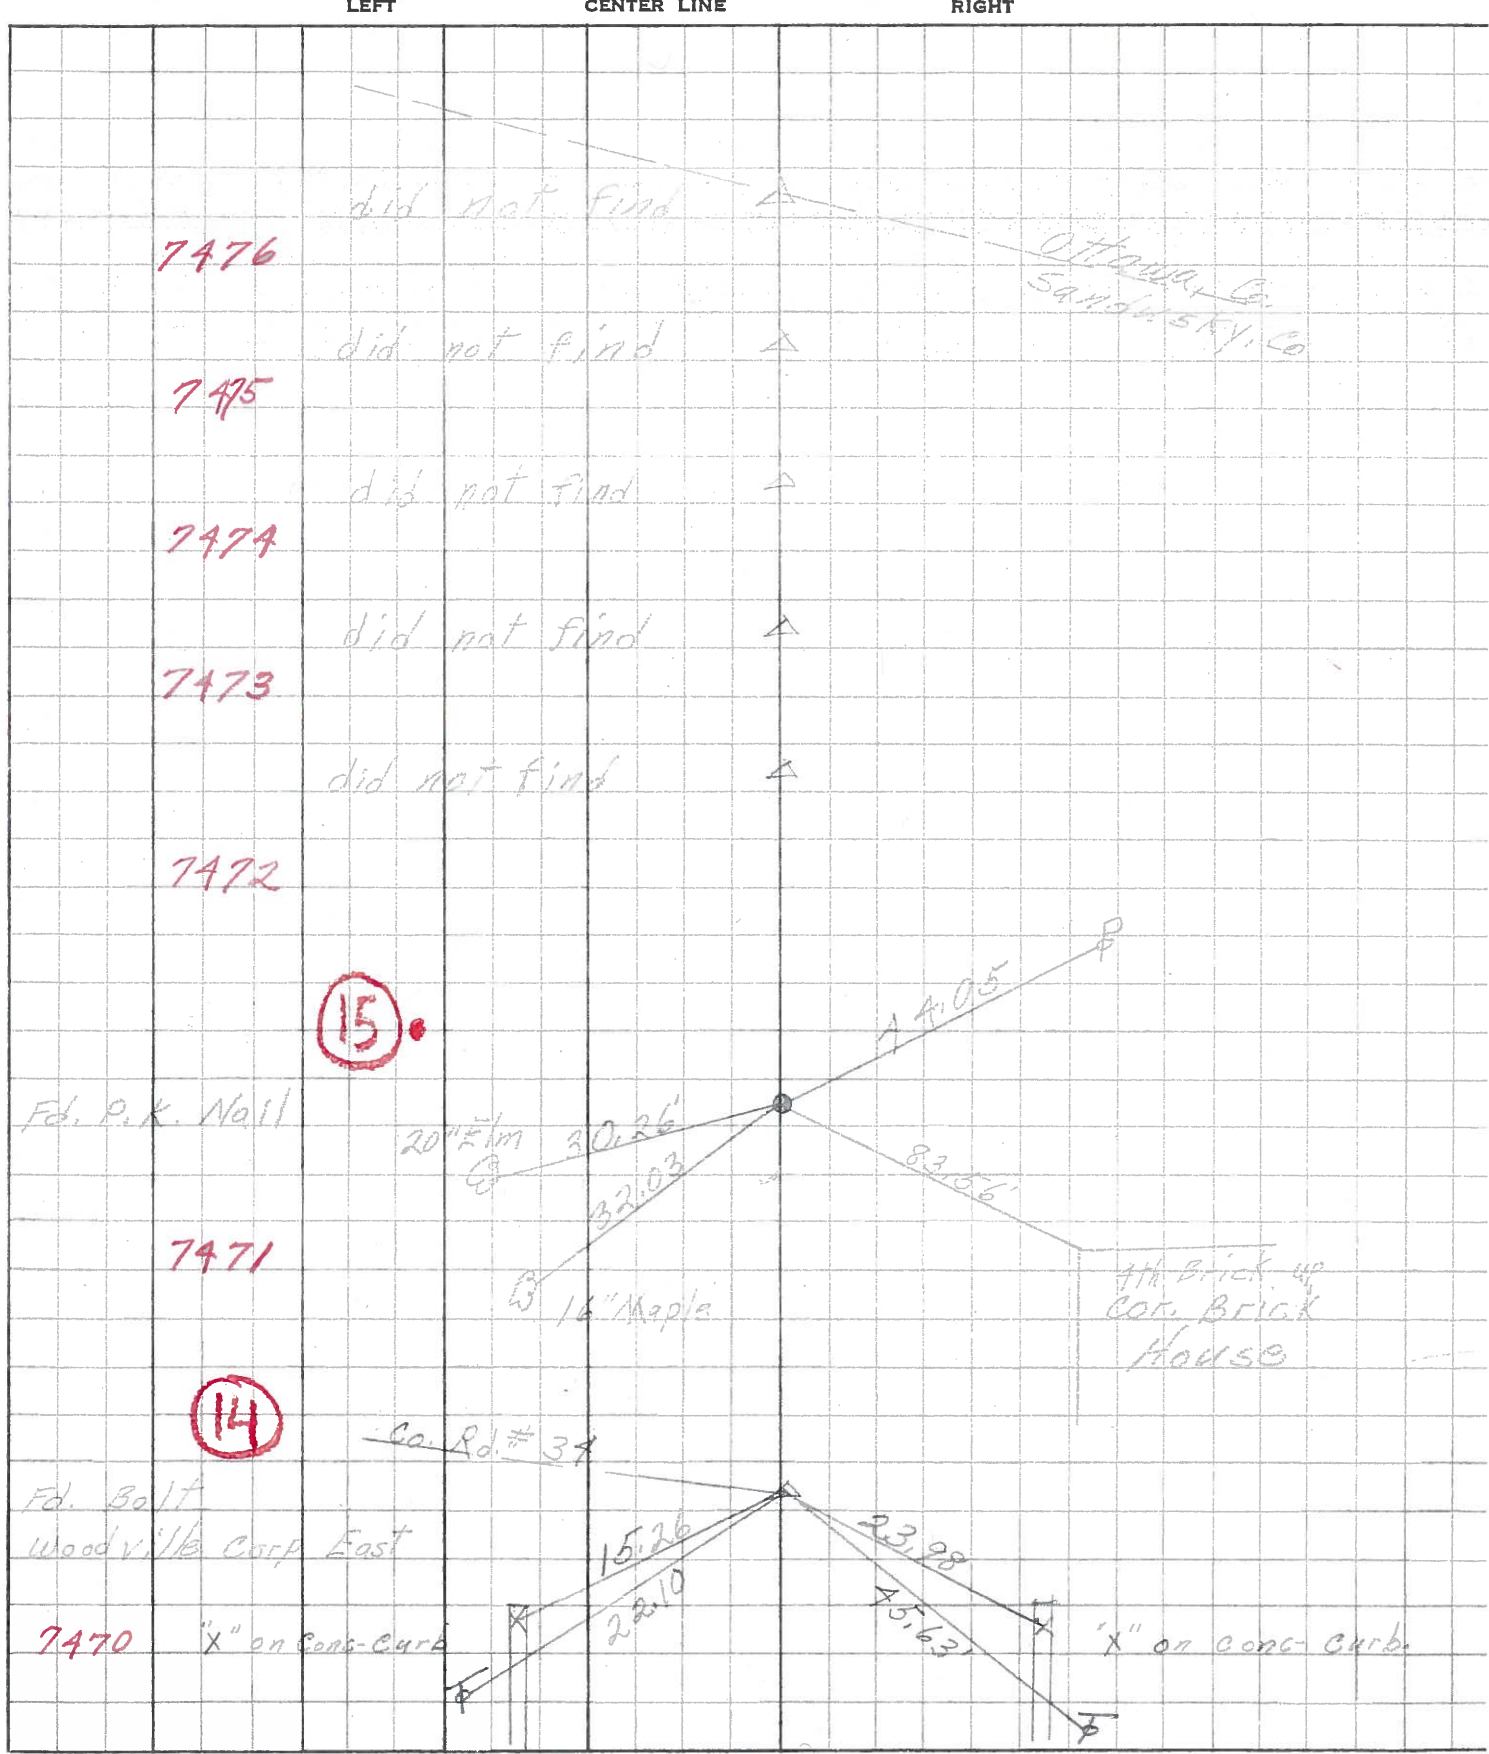 LEFT CENTER LINE RIGHT
did not find
7476
Ottawa Co.
Sandusky, Co
did not find
7475
did not find
7474
did not find
7473
did not find
7472
P
15
44.05
Fd. P.K. Nail
20" Elm 20.26'
32.03
83.56'
7471
16" Maple
4th Brick up
Cor. Brick
House
14
Co. Rd. # 34
Fd. Bolt
Woodville Corp East
15.26
22.10
23.98
45.63'
7470 "X" on Conc-Curb
"X" on conc- curb.